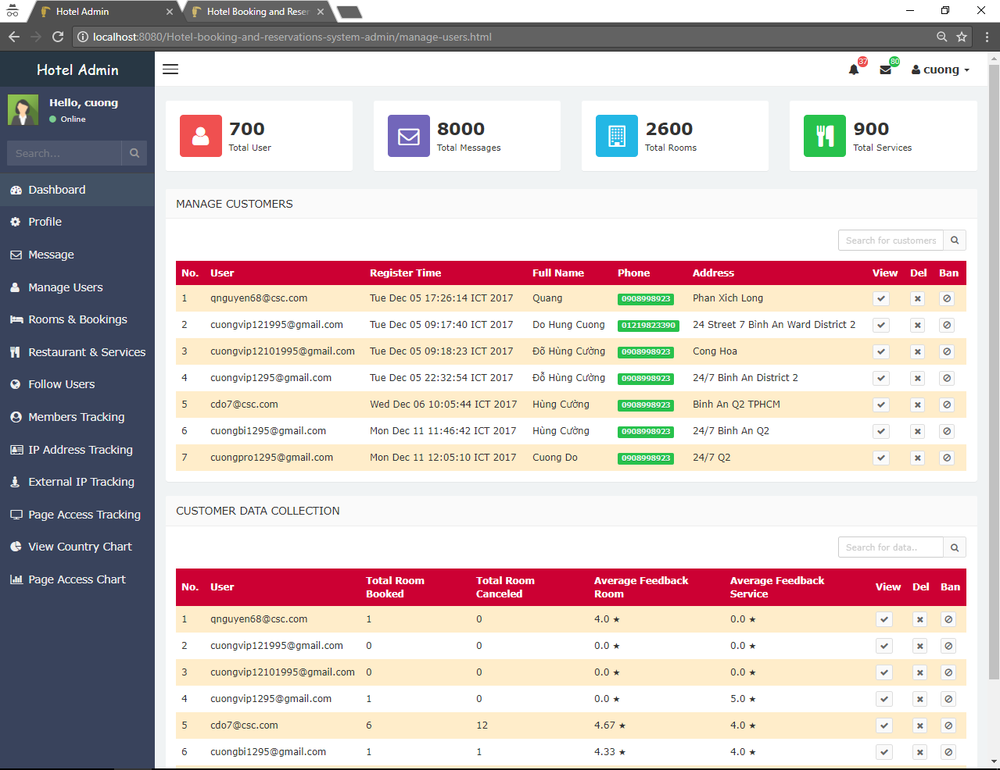 Hotel Admin
Hotel Booking and Reser
localhost:8080/Hotel-booking-and-reservations-system-admin/manage-users.html
Hotel Admin
37
80
cuong
Hello, cuong
Online
Search...
Dashboard
Profile
Message
Manage Users
Rooms & Bookings
Restaurant & Services
Follow Users
Members Tracking
IP Address Tracking
External IP Tracking
Page Access Tracking
View Country Chart
Page Access Chart
700
Total User
8000
Total Messages
2600
Total Rooms
900
Total Services
MANAGE CUSTOMERS
Search for customers
No. User Register Time Full Name Phone Address View Del Ban
1 qnguyen68@csc.com Tue Dec 05 17:26:14 ICT 2017 Quang 0908998923 Phan Xich Long
2 cuongvip121995@gmail.com Tue Dec 05 09:17:40 ICT 2017 Do Hung Cuong 01219823390 24 Street 7 Binh An Ward District 2
3 cuongvip12101995@gmail.com Tue Dec 05 09:18:23 ICT 2017 Đõ Hùng Cường 0908998923 Cong Hoa
4 cuongvip1295@gmail.com Tue Dec 05 22:32:54 ICT 2017 Đỗ Hùng Cường 0908998923 24/7 Binh An District 2
5 cdo7@csc.com Wed Dec 06 10:05:44 ICT 2017 Hùng Cường 0908998923 Binh An Q2 TPHCM
6 cuongbi1295@gmail.com Mon Dec 11 11:46:42 ICT 2017 Hùng Cường 0908998923 24/7 Binh An Q2
7 cuongpro1295@gmail.com Mon Dec 11 12:05:10 ICT 2017 Cuong Do 0908998923 24/7 Q2
CUSTOMER DATA COLLECTION
Search for data..
No. User Total Room Booked Total Room Canceled Average Feedback Room Average Feedback Service View Del Ban
1 qnguyen68@csc.com 1 0 4.0 ★ 0.0 ★
2 cuongvip121995@gmail.com 0 0 0.0 ★ 0.0 ★
3 cuongvip12101995@gmail.com 0 0 0.0 ★ 0.0 ★
4 cuongvip1295@gmail.com 1 0 0.0 ★ 5.0 ★
5 cdo7@csc.com 6 12 4.67 ★ 4.0 ★
6 cuongbi1295@gmail.com 1 1 4.33 ★ 4.0 ★